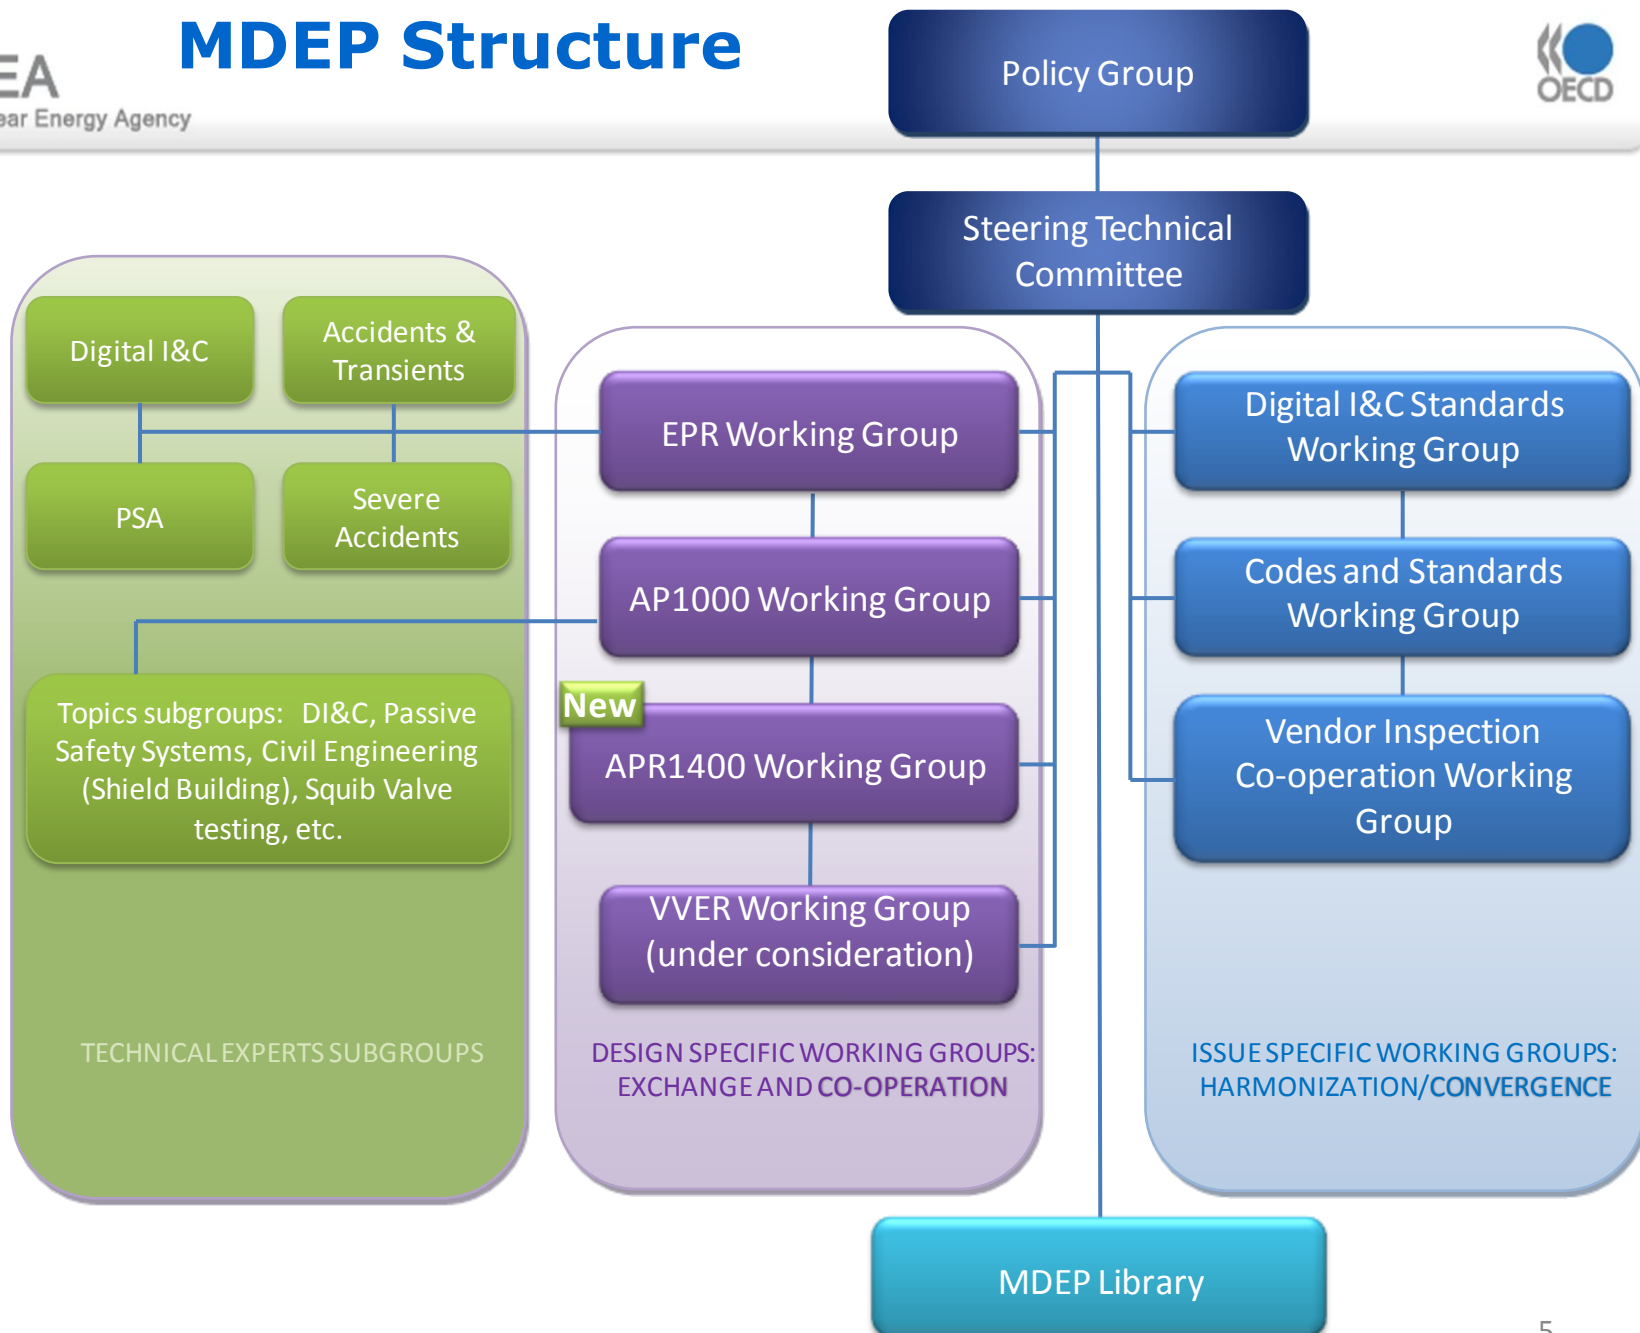 MDEP Structure
EA
ear Energy Agency
OECD
Policy Group
Steering Technical
Committee
Digital I&C
Accidents &
Transients
PSA
Severe
Accidents
Topics subgroups: DI&C, Passive
Safety Systems, Civil Engineering
(Shield Building), Squib Valve
testing, etc.
TECHNICAL EXPERTS SUBGROUPS
EPR Working Group
AP1000 Working Group
New
APR1400 Working Group
VVER Working Group
(under consideration)
DESIGN SPECIFIC WORKING GROUPS:
EXCHANGE AND CO-OPERATION
Digital I&C Standards
Working Group
Codes and Standards
Working Group
Vendor Inspection
Co-operation Working
Group
ISSUE SPECIFIC WORKING GROUPS:
HARMONIZATION/CONVERGENCE
MDEP Library
5